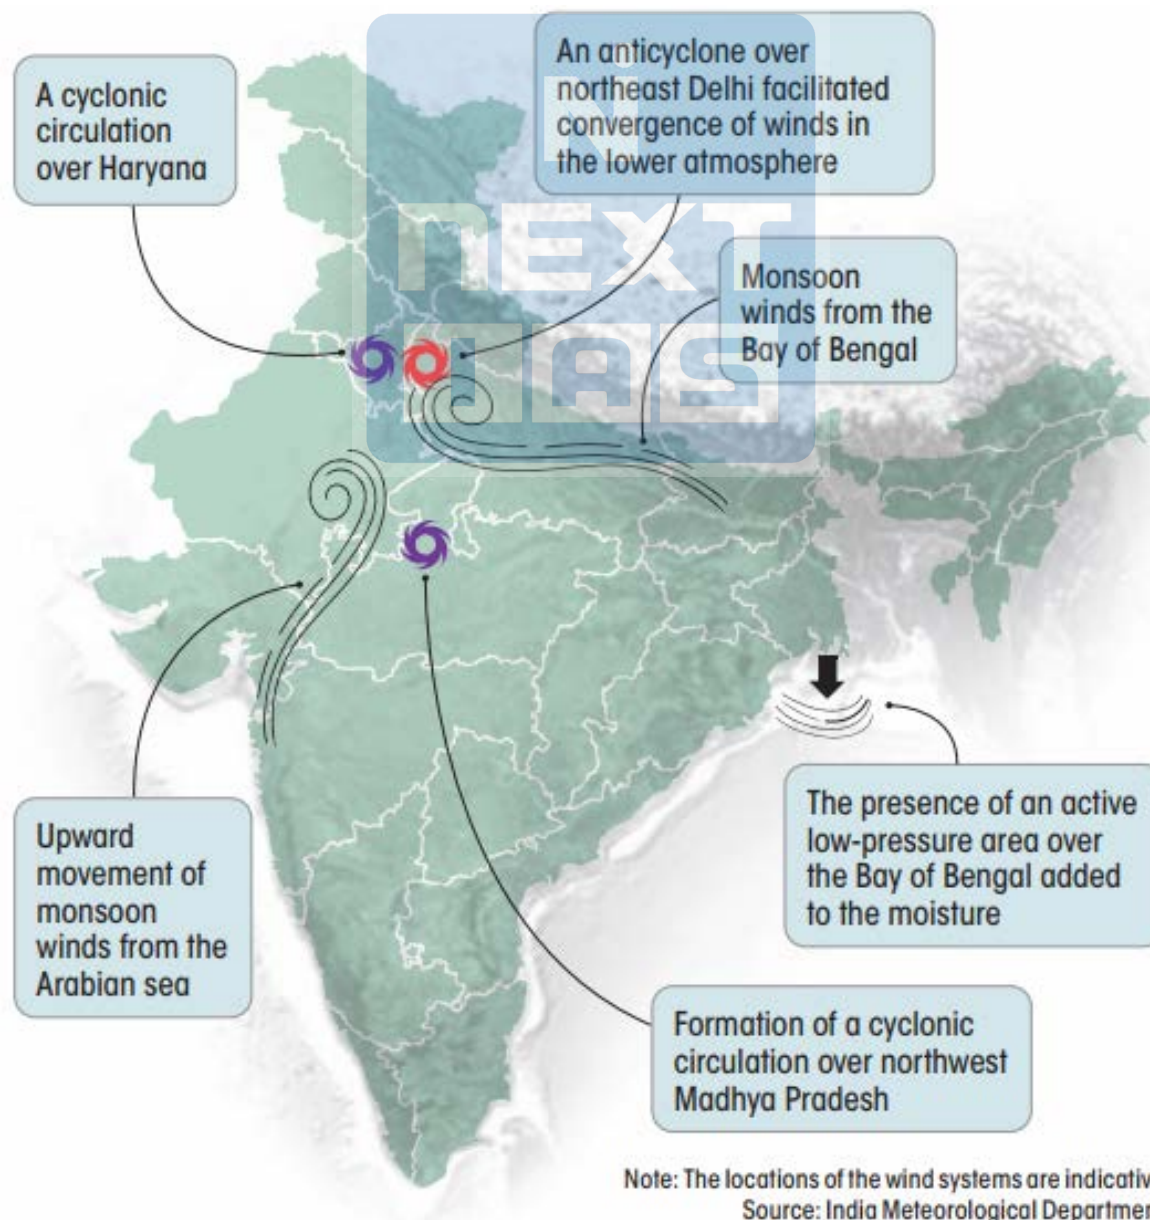 A cyclonic
circulation
over Haryana
An anticyclone over
northeast Delhi facilitated
convergence of winds in
the lower atmosphere
NEXT
IAS
Monsoon
winds from the
Bay of Bengal
Upward
movement of
monsoon
winds from the
Arabian sea
The presence of an active
low-pressure area over
the Bay of Bengal added
to the moisture
Formation of a cyclonic
circulation over northwest
Madhya Pradesh
Note: The locations of the wind systems are indicativ
Source: India Meteorological Departmen